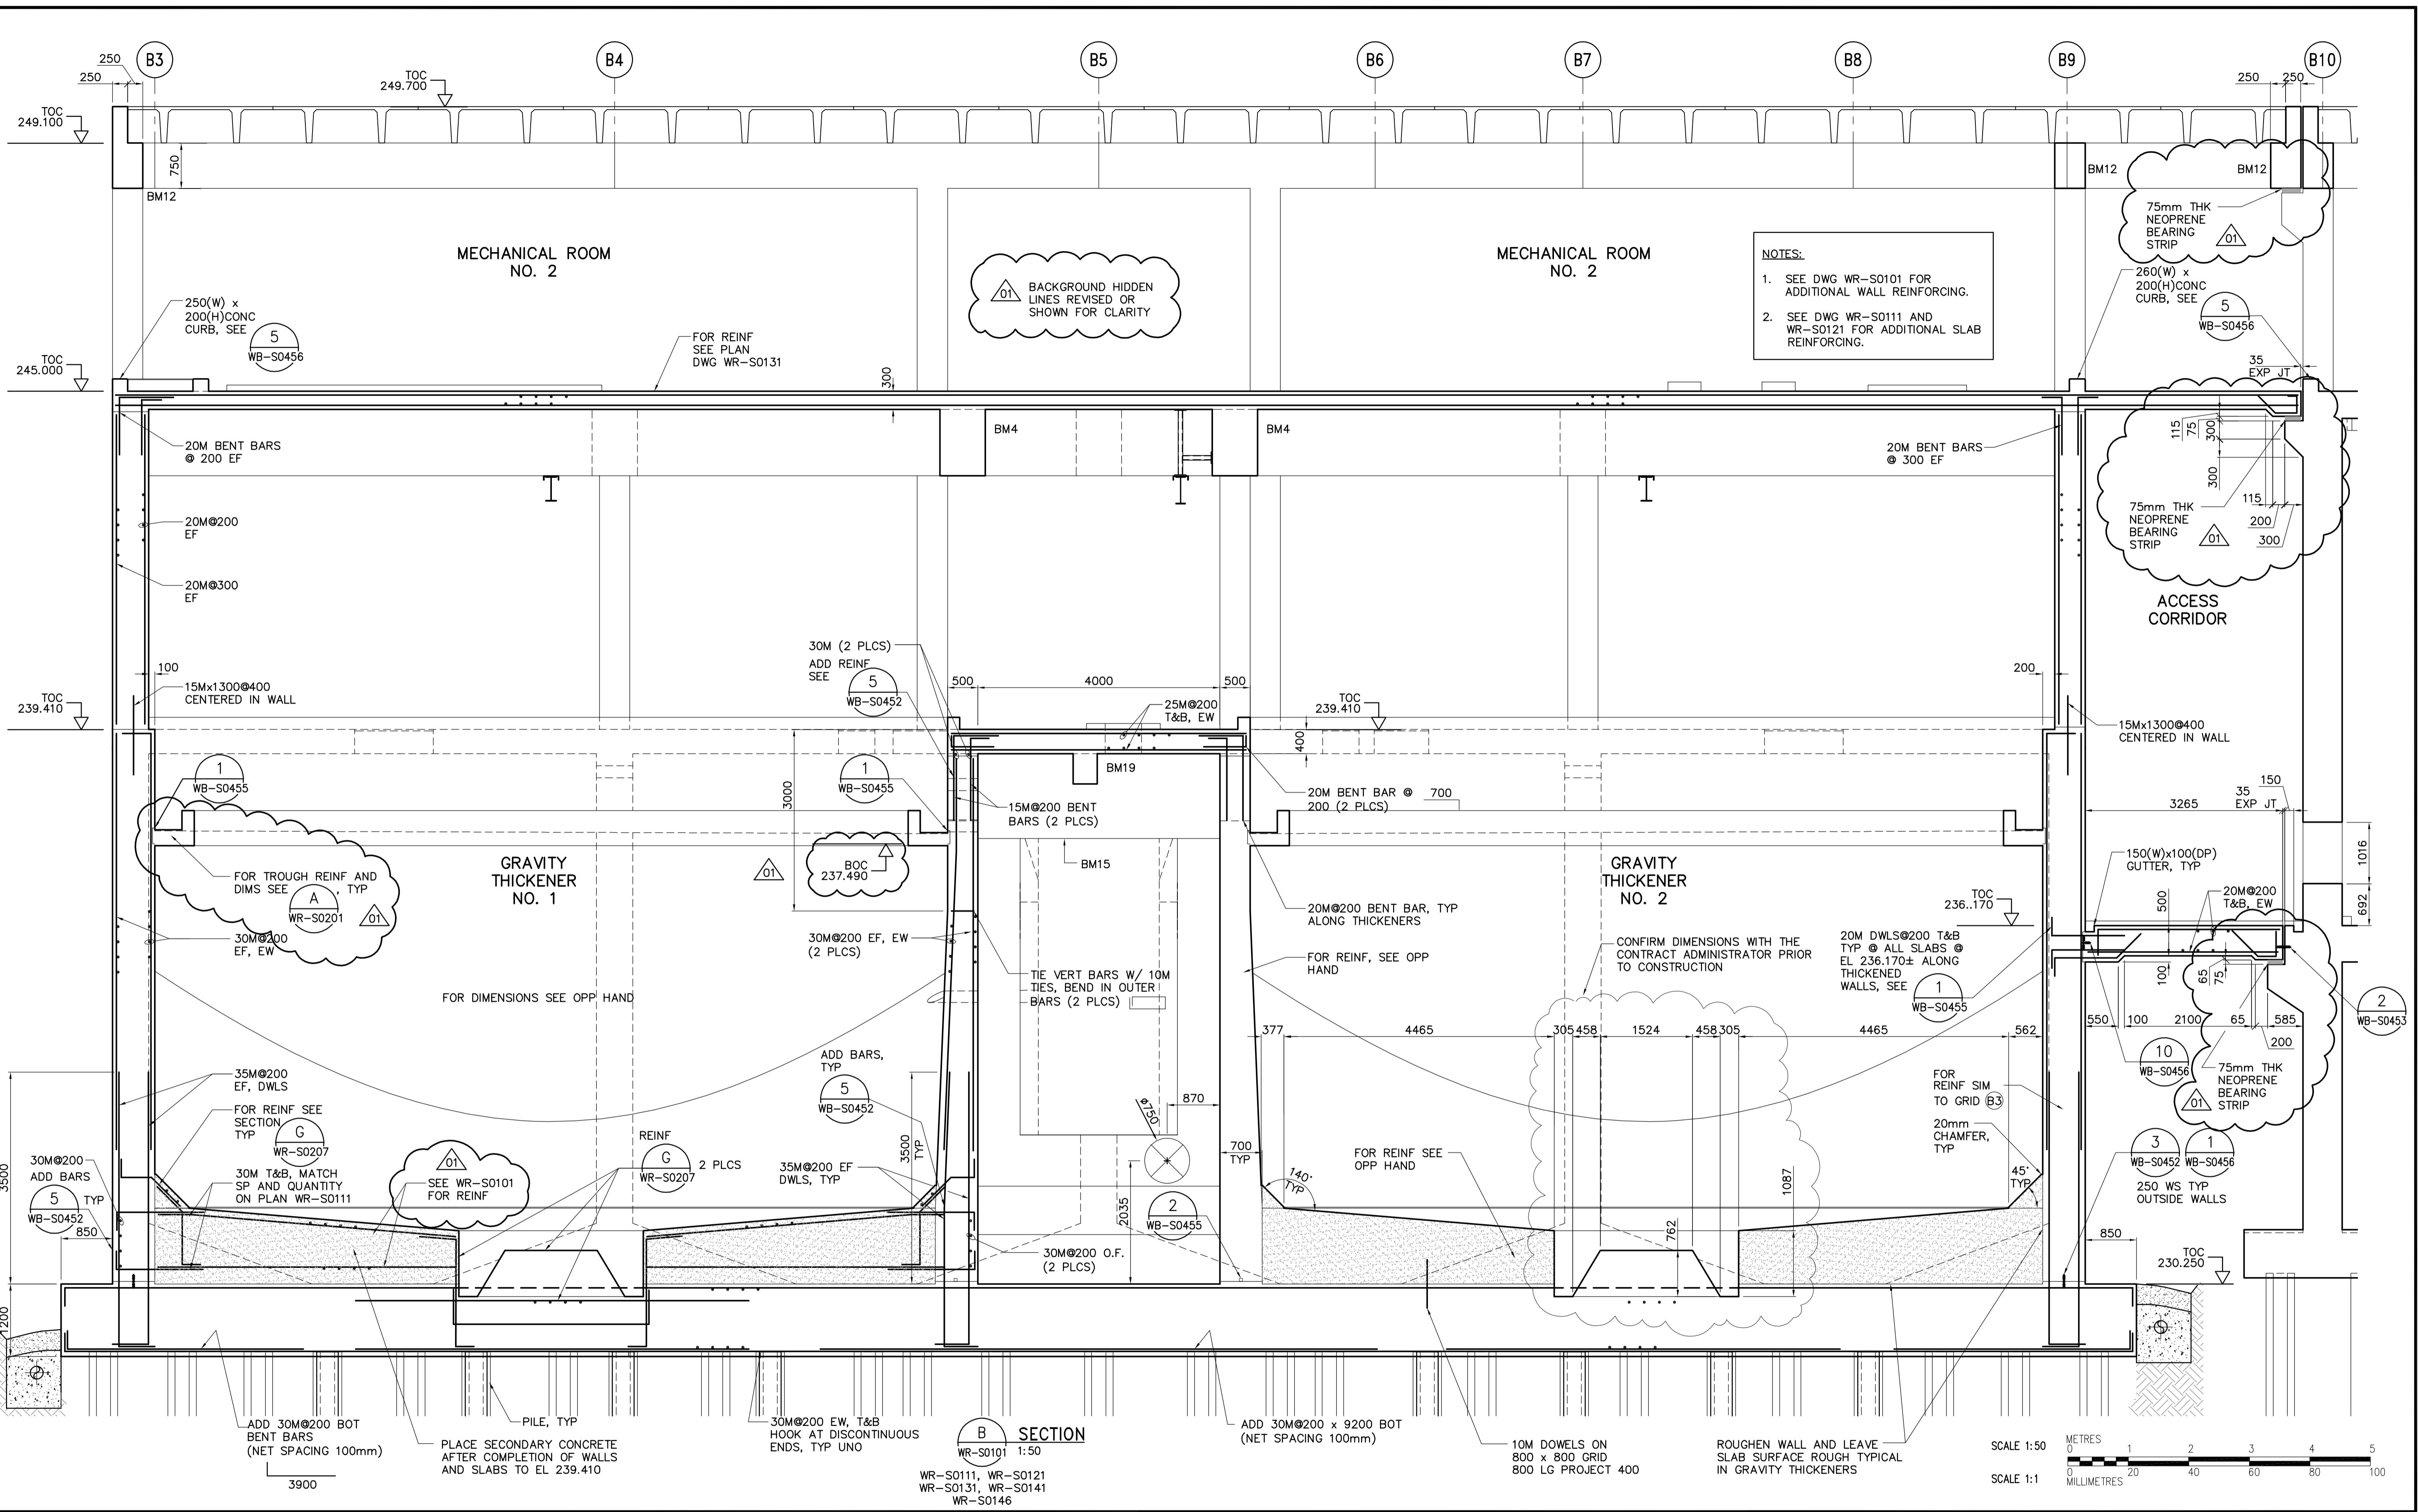 B3
B4
B5
B6
B7
B8
B9
B10
250
250
TOC
249.700
250
250
TOC
249.100
750
BM12
BM12
BM12
75mm THK
NEOPRENE
BEARING
STRIP
01
MECHANICAL ROOM
NO. 2
01
BACKGROUND HIDDEN
LINES REVISED OR
SHOWN FOR CLARITY
MECHANICAL ROOM
NO. 2
NOTES:
1. SEE DWG WR-S0101 FOR
ADDITIONAL WALL REINFORCING.
2. SEE DWG WR-S0111 AND
WR-S0121 FOR ADDITIONAL SLAB
REINFORCING.
250(W) x
200(H)CONC
CURB, SEE
5
WB-S0456
FOR REINF
SEE PLAN
DWG WR-S0131
260(W) x
200(H)CONC
CURB, SEE
5
WB-S0456
TOC
245.000
300
35
EXP JT
20M BENT BARS
@ 200 EF
BM4
BM4
20M BENT BARS
@ 300 EF
115
75
300
300
115
200
300
75mm THK
NEOPRENE
BEARING
STRIP
01
20M@200
EF
20M@300
EF
ACCESS
CORRIDOR
30M (2 PLCS)
ADD REINF
SEE
5
WB-S0452
100
15Mx1300@400
CENTERED IN WALL
500
4000
500
200
TOC
239.410
25M@200
T&B, EW
TOC
239.410
400
15Mx1300@400
CENTERED IN WALL
1
WB-S0455
1
WB-S0455
3000
BM19
20M BENT BAR @
200 (2 PLCS)
700
15M@200 BENT
BARS (2 PLCS)
150
35
EXP JT
3265
1016
692
FOR TROUGH REINF AND
DIMS SEE
A
WR-S0201
, TYP
01
GRAVITY
THICKENER
NO. 1
01
BOC
237.490
BM15
GRAVITY
THICKENER
NO. 2
150(W)x100(DP)
GUTTER, TYP
TOC
236..170
500
20M@200
T&B, EW
30M@200
EF, EW
30M@200 EF, EW
(2 PLCS)
20M@200 BENT BAR, TYP
ALONG THICKENERS
FOR REINF, SEE OPP
HAND
CONFIRM DIMENSIONS WITH THE
CONTRACT ADMINISTRATOR PRIOR
TO CONSTRUCTION
20M DWLS@200 T&B
TYP @ ALL SLABS @
EL 236.170± ALONG
THICKENED
WALLS, SEE
1
WB-S0455
FOR DIMENSIONS SEE OPP HAND
TIE VERT BARS W/ 10M
TIES, BEND IN OUTER
BARS (2 PLCS)
100
65
75
2
WB-S0453
377
4465
305
458
1524
458
305
4465
562
550
100
2100
65
585
200
10
WB-S0456
75mm THK
NEOPRENE
BEARING
STRIP
01
35M@200
EF, DWLS
ADD BARS,
TYP
5
WB-S0452
FOR
REINF SIM
TO GRID B3
FOR REINF SEE
SECTION
TYP
G
WR-S0207
870
Ø750
3500
TYP
20mm
CHAMFER,
TYP
3
WB-S0452
1
WB-S0456
250 WS TYP
OUTSIDE WALLS
30M@200
ADD BARS
5
WB-S0452
TYP
3500
30M T&B, MATCH
SP AND QUANTITY
ON PLAN WR-S0111
01
SEE WR-S0101
FOR REINF
REINF
G
WR-S0207
2 PLCS
35M@200 EF
DWLS, TYP
700
TYP
140°
TYP
FOR REINF SEE
OPP HAND
1087
762
45°
TYP
850
2035
2
WB-S0455
30M@200 O.F.
(2 PLCS)
850
TOC
230.250
1200
ADD 30M@200 BOT
BENT BARS
(NET SPACING 100mm)
3900
PILE, TYP
PLACE SECONDARY CONCRETE
AFTER COMPLETION OF WALLS
AND SLABS TO EL 239.410
30M@200 EW, T&B
HOOK AT DISCONTINUOUS
ENDS, TYP UNO
B
WR-S0101
SECTION
1:50
WR-S0111, WR-S0121
WR-S0131, WR-S0141
WR-S0146
ADD 30M@200 x 9200 BOT
(NET SPACING 100mm)
10M DOWELS ON
800 x 800 GRID
800 LG PROJECT 400
ROUGHEN WALL AND LEAVE
SLAB SURFACE ROUGH TYPICAL
IN GRAVITY THICKENERS
SCALE 1:50
METRES
0 1 2 3 4 5
SCALE 1:1
0 20 40 60 80 100
MILLIMETRES